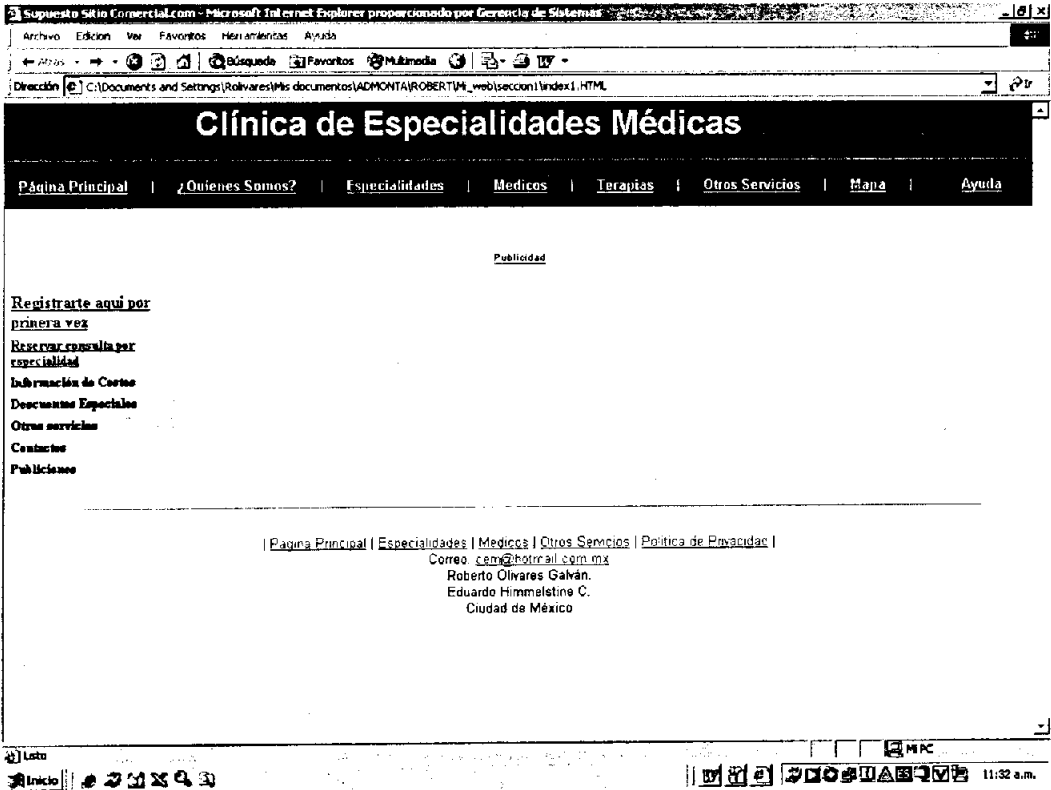 Supuesto Sitio Comercial.com - Microsoft Internet Explorer proporcionado por Gerencia de Sistemas
Archivo Edicion Ver Favoritos Herramientas Ayuda
Atrás Búsqueda Favoritos Multimedia
Dirección C:\Documents and Settings\Rolivares\Mis documentos\ADMONTA\ROBERT\Mi_web\seccion1\index1.HTML Ir
Clínica de Especialidades Médicas
Página Principal | ¿Quienes Somos? | Especialidades | Medicos | Terapias | Otros Servicios | Mapa | Ayuda
Publicidad
Registrarte aqui por
primera vez
Reservar consulta por
especialidad
Información de Costos
Descuentos Especiales
Otros servicios
Contactos
Publiciones
| Pagina Principal | Especialidades | Medicos | Otros Servicios | Politica de Privacidac |
Correo: cem@hotmail.com.mx
Roberto Olivares Galván.
Eduardo Himmelstine C.
Ciudad de México
Listo Mi PC
Inicio 11:32 a.m.